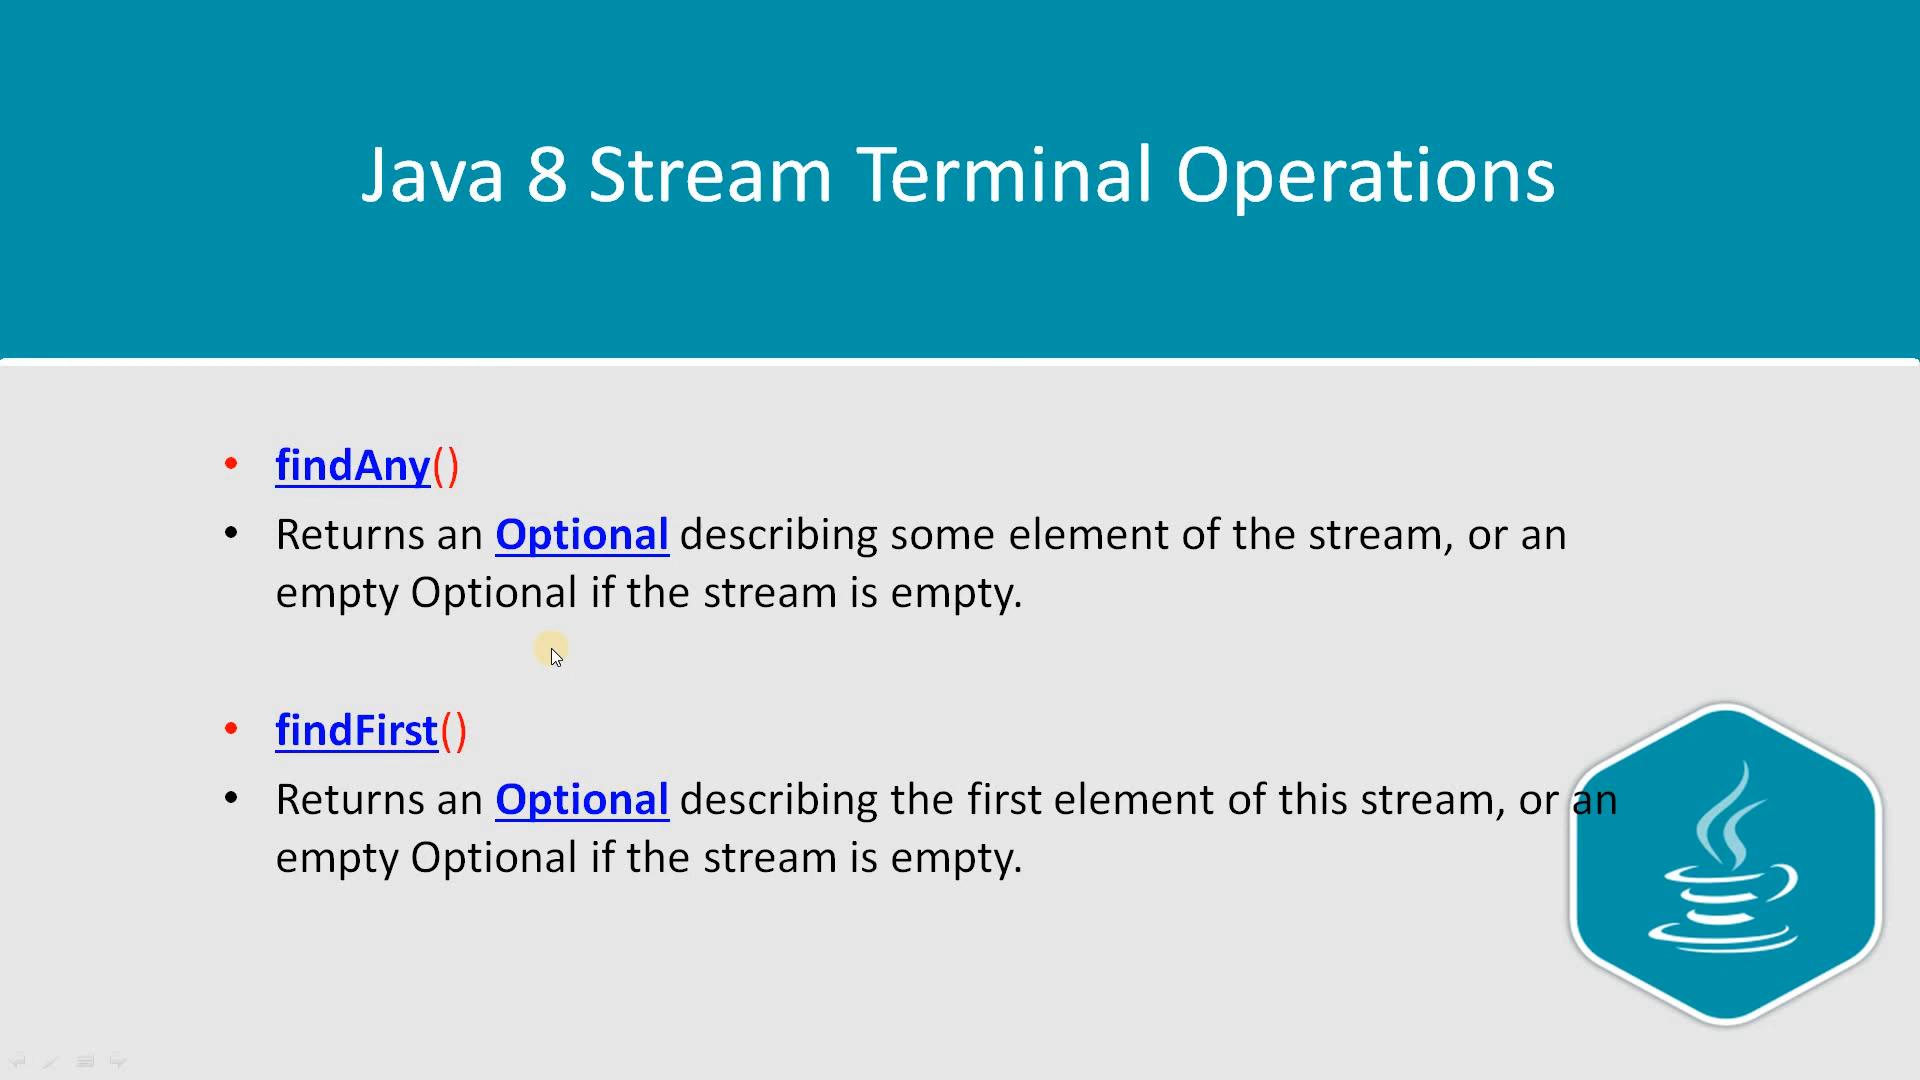 Java 8 Stream Terminal Operations
• findAny()
• Returns an Optional describing some element of the stream, or an
empty Optional if the stream is empty.
• findFirst()
• Returns an Optional describing the first element of this stream, or an
empty Optional if the stream is empty.